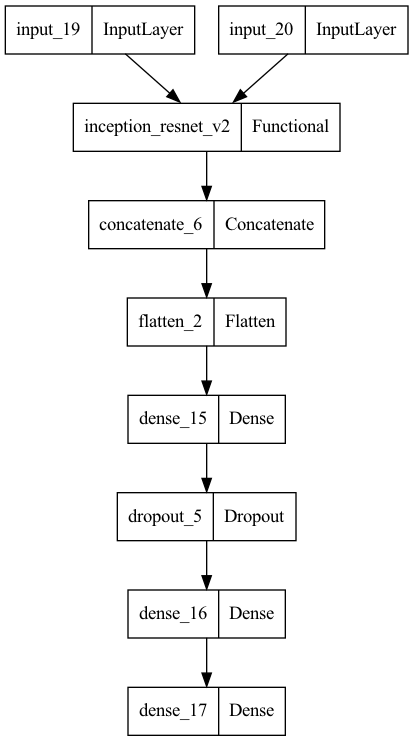 input_19 InputLayer input_20 InputLayer
inception_resnet_v2 Functional
concatenate_6 Concatenate
flatten_2 Flatten
dense_15 Dense
dropout_5 Dropout
dense_16 Dense
dense_17 Dense